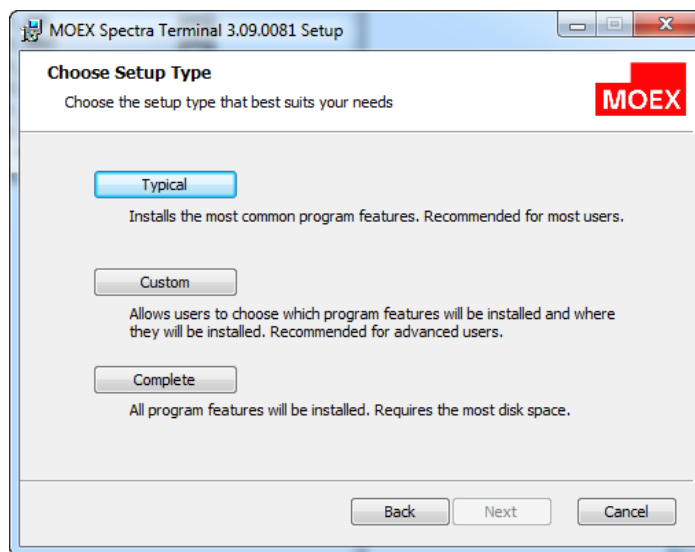 MOEX Spectra Terminal 3.09.0081 Setup
Choose Setup Type
Choose the setup type that best suits your needs
MOEX
Typical
Installs the most common program features. Recommended for most users.
Custom
Allows users to choose which program features will be installed and where
they will be installed. Recommended for advanced users.
Complete
All program features will be installed. Requires the most disk space.
Back
Next
Cancel